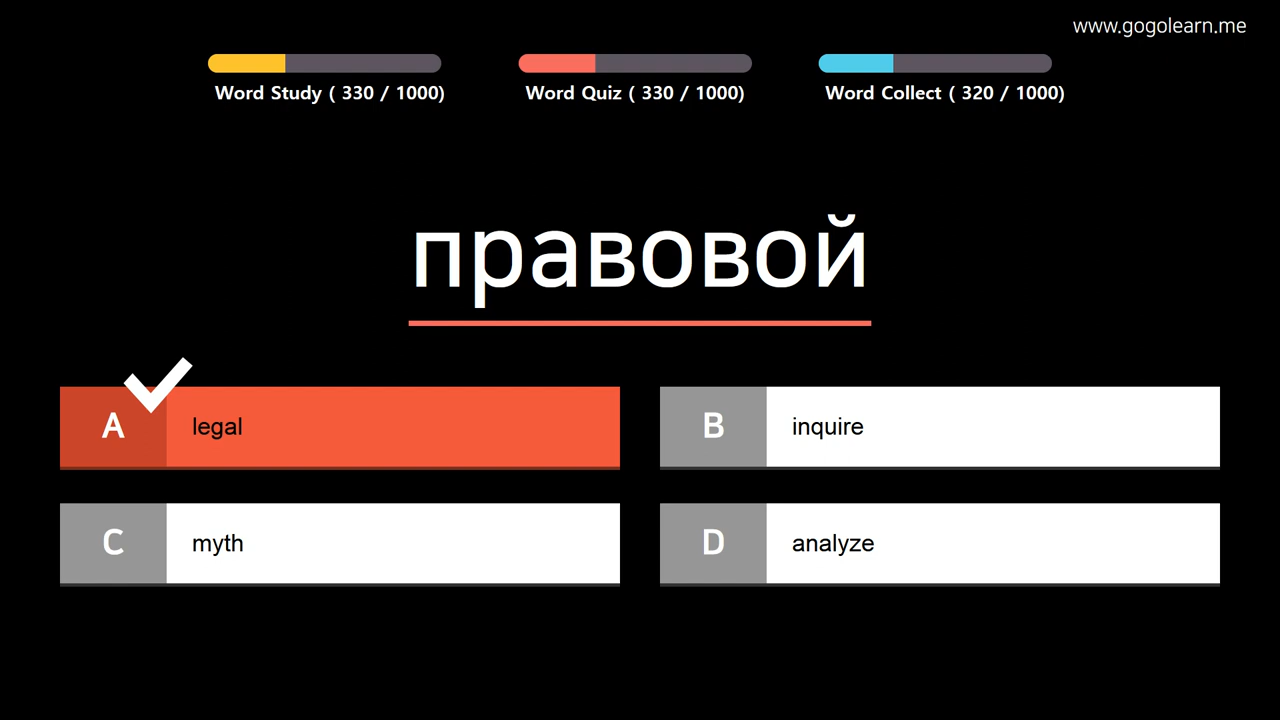 www.gogolearn.me
Word Study ( 330 / 1000)
Word Quiz ( 330 / 1000)
Word Collect ( 320 / 1000)
правовой
A legal
B inquire
C myth
D analyze